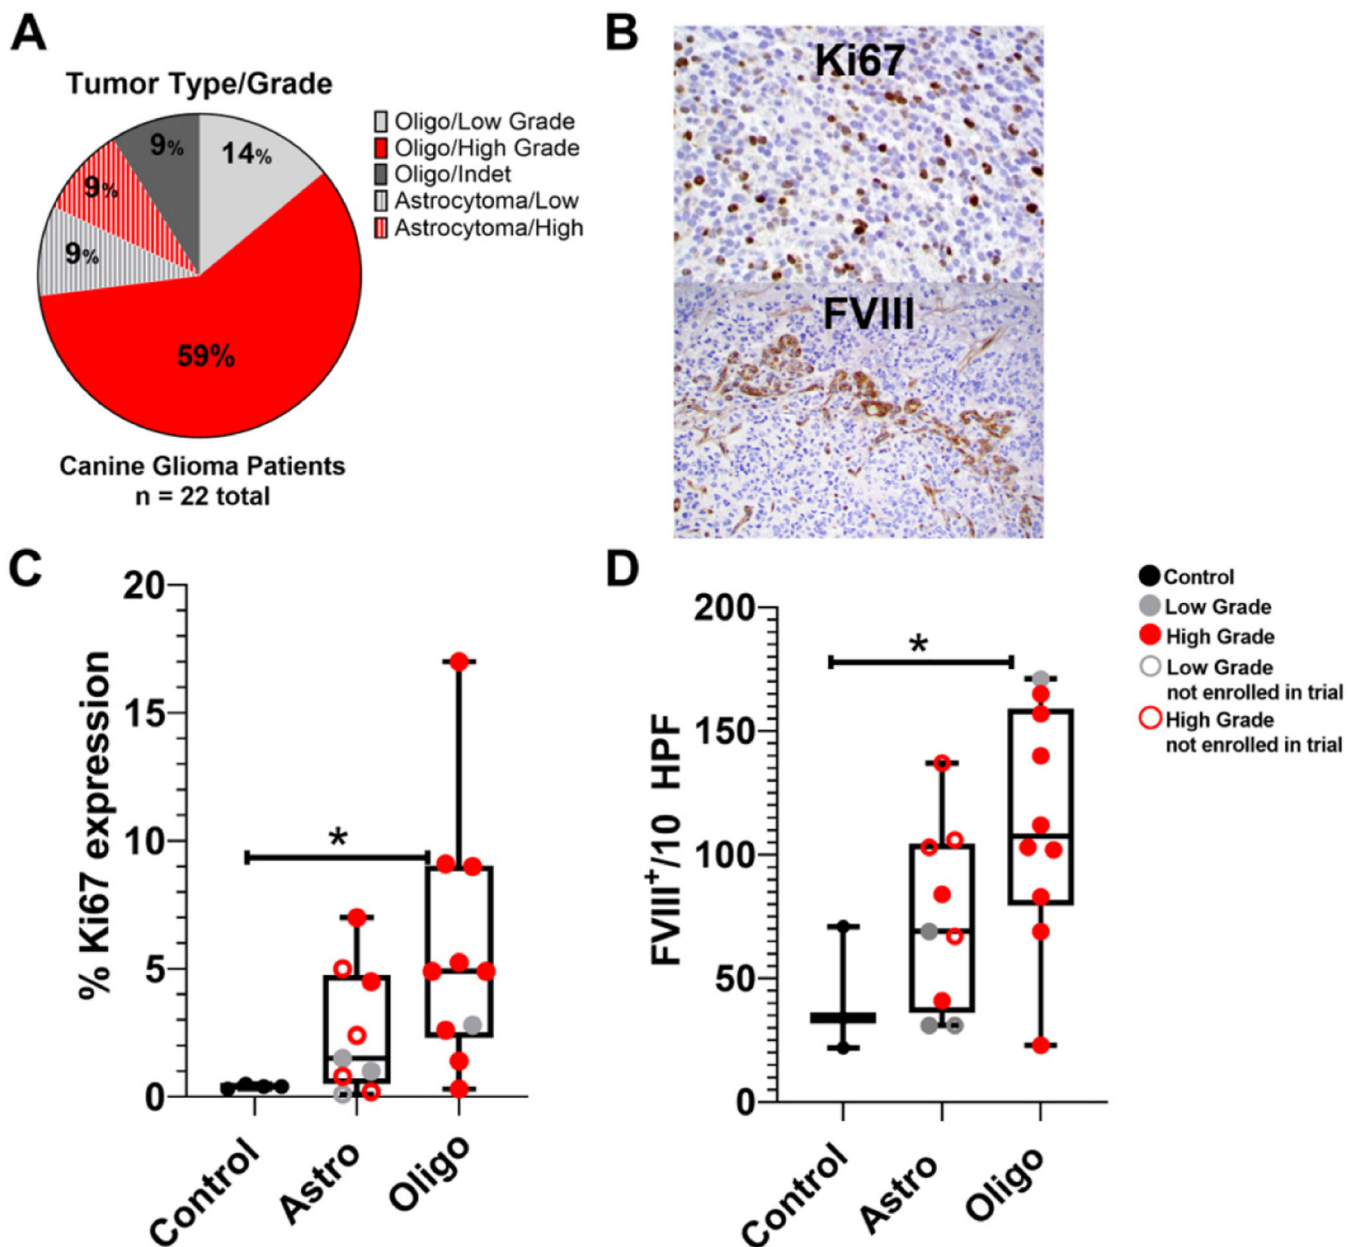 A
Tumor Type/Grade
9%
14%
9%
9%
59%
Oligo/Low Grade
Oligo/High Grade
Oligo/Indet
Astrocytoma/Low
Astrocytoma/High
Canine Glioma Patients
n = 22 total
B
Ki67
FVIII
C
% Ki67 expression
20
15
10
5
0
*
Control
Astro
Oligo
D
FVIII+/10 HPF
200
150
100
50
0
*
Control
Astro
Oligo
Control
Low Grade
High Grade
Low Grade
not enrolled in trial
High Grade
not enrolled in trial